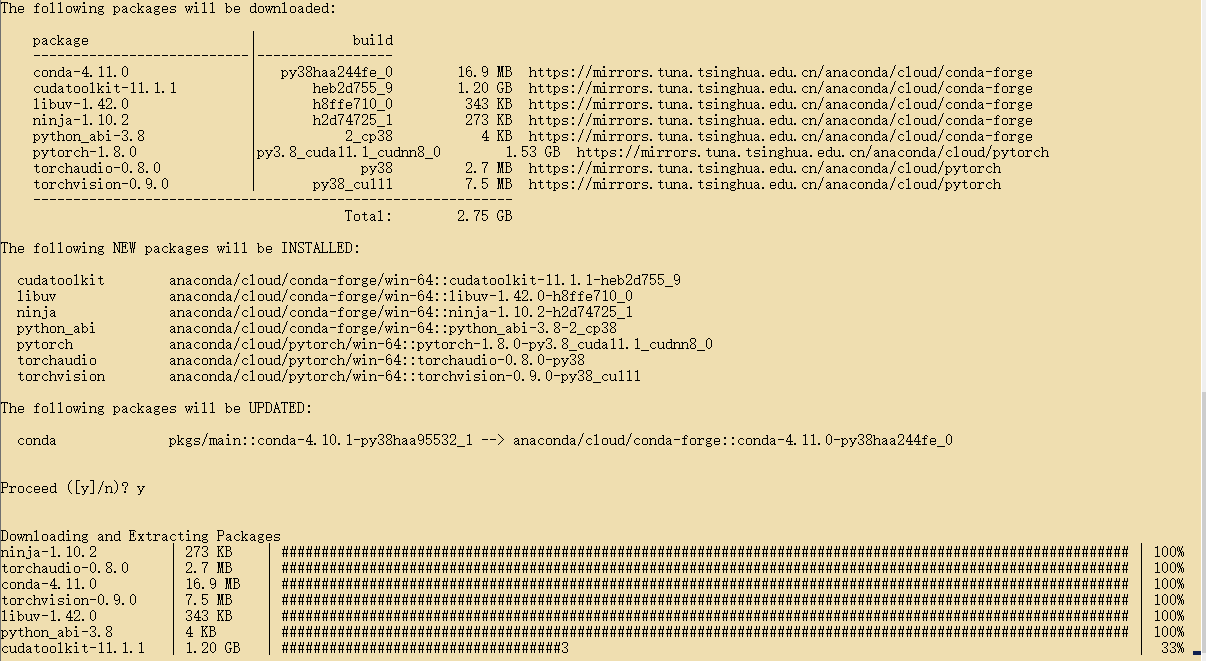 The following packages will be downloaded:
package | build
---------------------------|-----------------
conda-4.11.0 | py38haa244fe_0 16.9 MB https://mirrors.tuna.tsinghua.edu.cn/anaconda/cloud/conda-forge
cudatoolkit-11.1.1 | heb2d755_9 1.20 GB https://mirrors.tuna.tsinghua.edu.cn/anaconda/cloud/conda-forge
libuv-1.42.0 | h8ffe710_0 343 KB https://mirrors.tuna.tsinghua.edu.cn/anaconda/cloud/conda-forge
ninja-1.10.2 | h2d74725_1 273 KB https://mirrors.tuna.tsinghua.edu.cn/anaconda/cloud/conda-forge
python_abi-3.8 | 2_cp38 4 KB https://mirrors.tuna.tsinghua.edu.cn/anaconda/cloud/conda-forge
pytorch-1.8.0 |py3.8_cuda11.1_cudnn8_0 1.53 GB https://mirrors.tuna.tsinghua.edu.cn/anaconda/cloud/pytorch
torchaudio-0.8.0 | py38 2.7 MB https://mirrors.tuna.tsinghua.edu.cn/anaconda/cloud/pytorch
torchvision-0.9.0 | py38_cu111 7.5 MB https://mirrors.tuna.tsinghua.edu.cn/anaconda/cloud/pytorch
------------------------------------------------------------
Total: 2.75 GB
The following NEW packages will be INSTALLED:
cudatoolkit anaconda/cloud/conda-forge/win-64::cudatoolkit-11.1.1-heb2d755_9
libuv anaconda/cloud/conda-forge/win-64::libuv-1.42.0-h8ffe710_0
ninja anaconda/cloud/conda-forge/win-64::ninja-1.10.2-h2d74725_1
python_abi anaconda/cloud/conda-forge/win-64::python_abi-3.8-2_cp38
pytorch anaconda/cloud/pytorch/win-64::pytorch-1.8.0-py3.8_cuda11.1_cudnn8_0
torchaudio anaconda/cloud/pytorch/win-64::torchaudio-0.8.0-py38
torchvision anaconda/cloud/pytorch/win-64::torchvision-0.9.0-py38_cu111
The following packages will be UPDATED:
conda pkgs/main::conda-4.10.1-py38haa95532_1 --> anaconda/cloud/conda-forge::conda-4.11.0-py38haa244fe_0
Proceed ([y]/n)? y
Downloading and Extracting Packages
ninja-1.10.2 | 273 KB | ########################################################################################################## | 100%
torchaudio-0.8.0 | 2.7 MB | ########################################################################################################## | 100%
conda-4.11.0 | 16.9 MB | ########################################################################################################## | 100%
torchvision-0.9.0 | 7.5 MB | ########################################################################################################## | 100%
libuv-1.42.0 | 343 KB | ########################################################################################################## | 100%
python_abi-3.8 | 4 KB | ########################################################################################################## | 100%
cudatoolkit-11.1.1 | 1.20 GB | ###################################3 | 33%